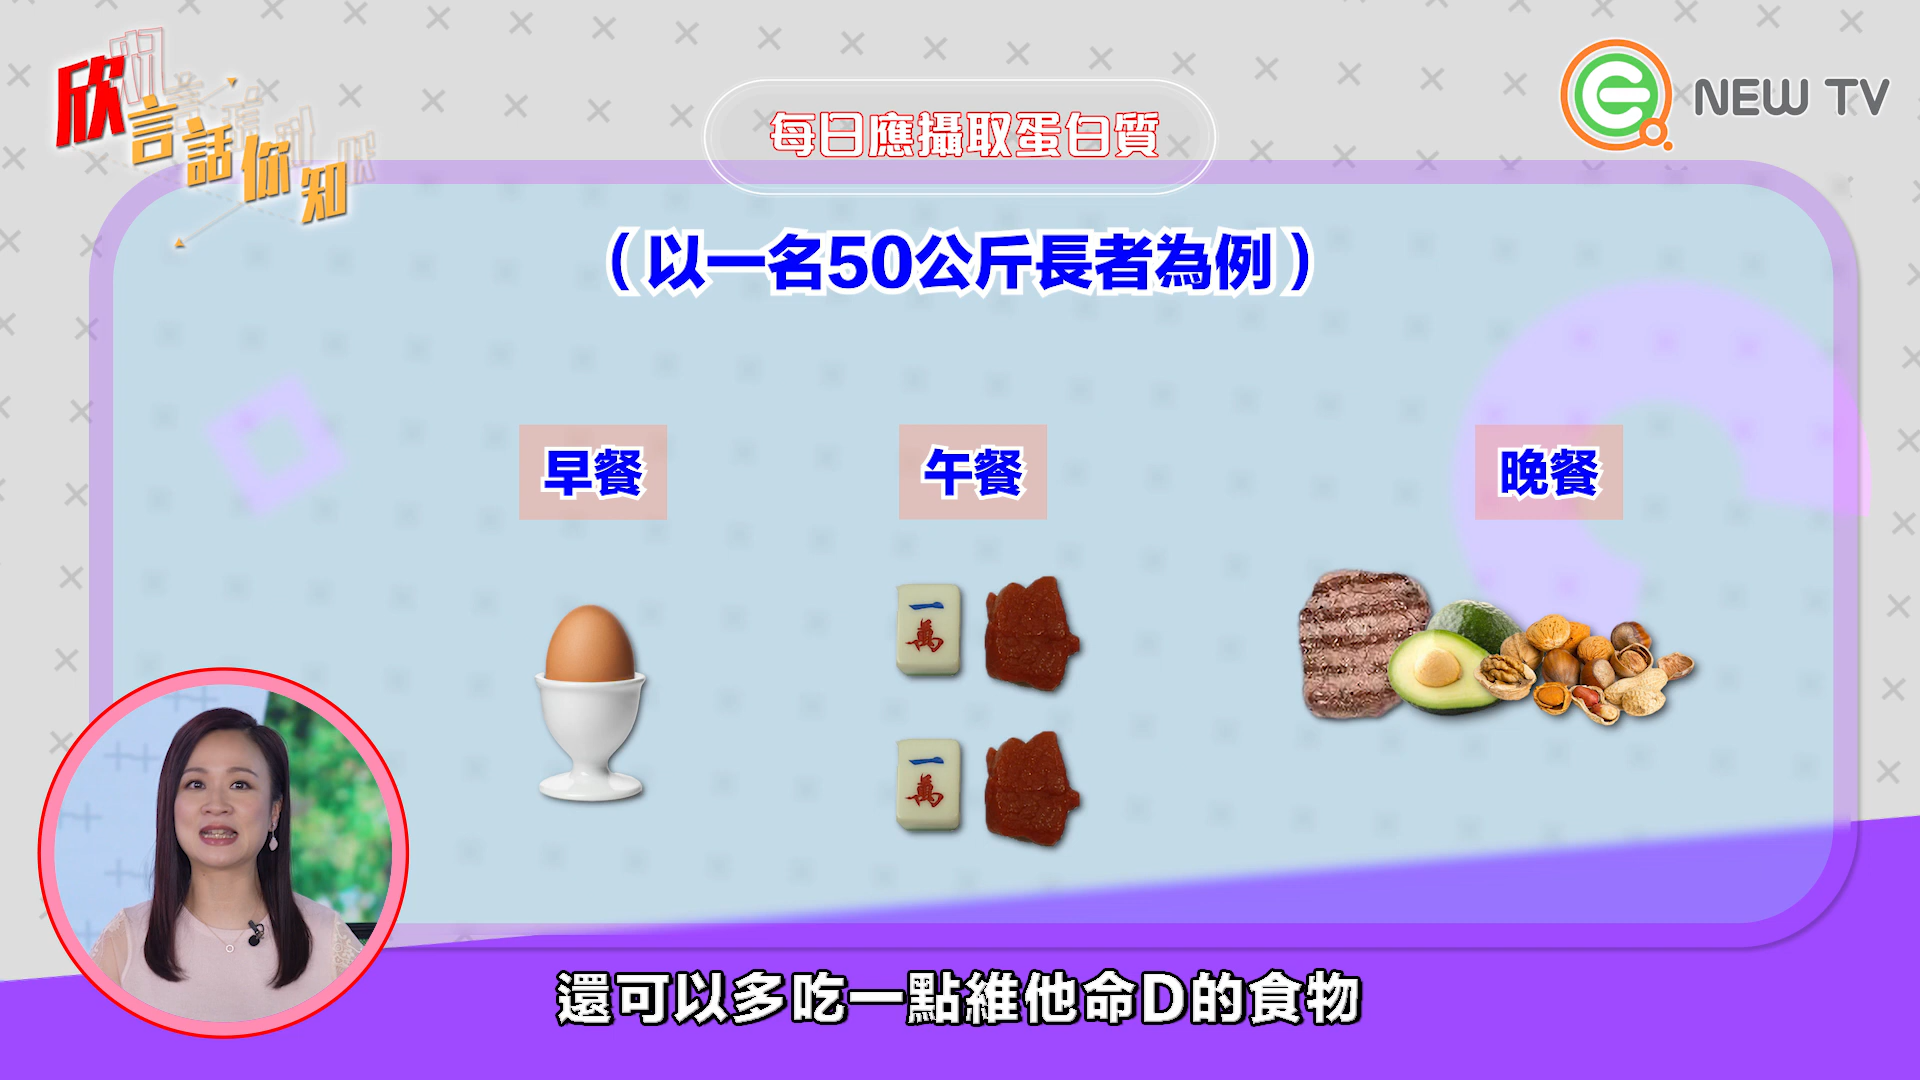 欣言話你知
NEW TV
每日應攝取蛋白質
（以一名50公斤長者為例）
早餐
午餐
晚餐
一萬
一萬
還可以多吃一點維他命D的食物